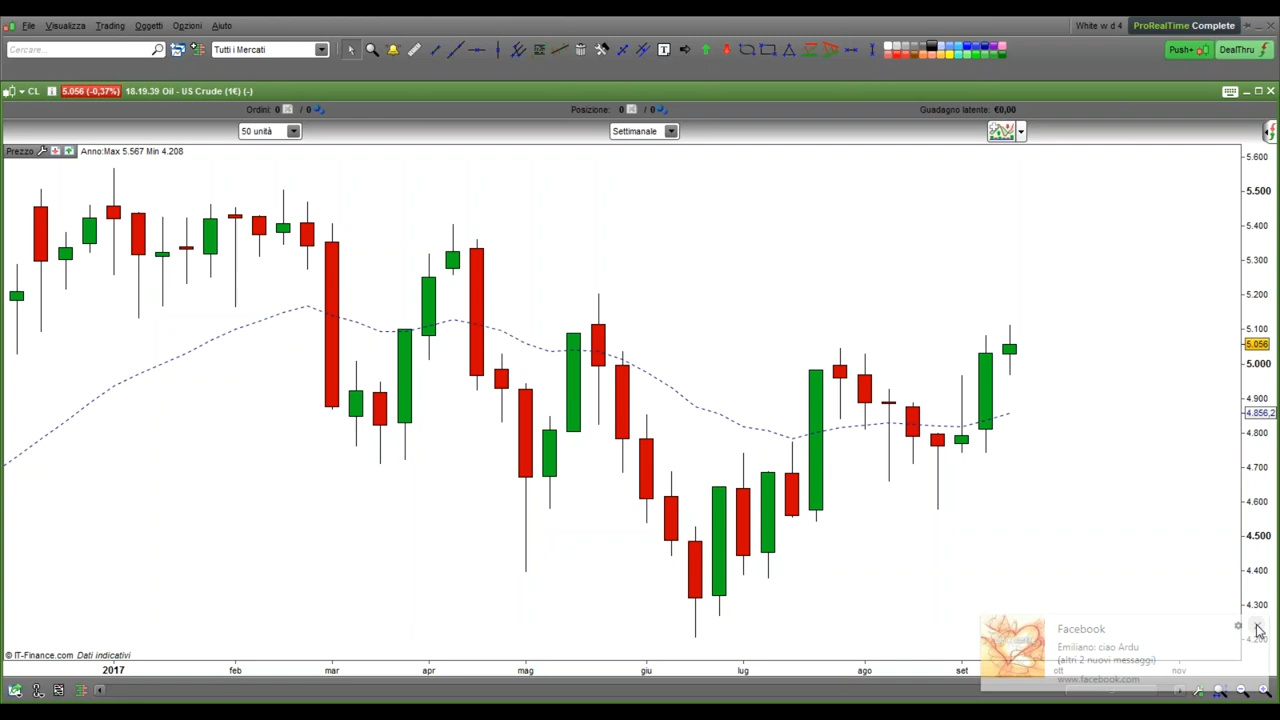 File Visualizza Trading Oggetti Opzioni Aiuto White w d 4 ProRealTime Complete
Cercare... Tutti i Mercati Push+ DealThru
CL 5.056 (-0,37%) 18.19.39 Oil - US Crude (1€) (-)
Ordini: 0 / 0 Posizione: 0 / 0 Guadagno latente: €0,00
50 unità Settimanale
Prezzo Anno:Max 5.567 Min 4.208
5.600
5.500
5.400
5.300
5.200
5.100
5.056
5.000
4.900
4.856,2
4.800
4.700
4.600
4.500
4.400
4.300
Facebook
Emiliano: ciao Ardu
(altri 2 nuovi messaggi)
www.facebook.com
© IT-Finance.com Dati indicativi
2017 feb mar apr mag giu lug ago set ott nov